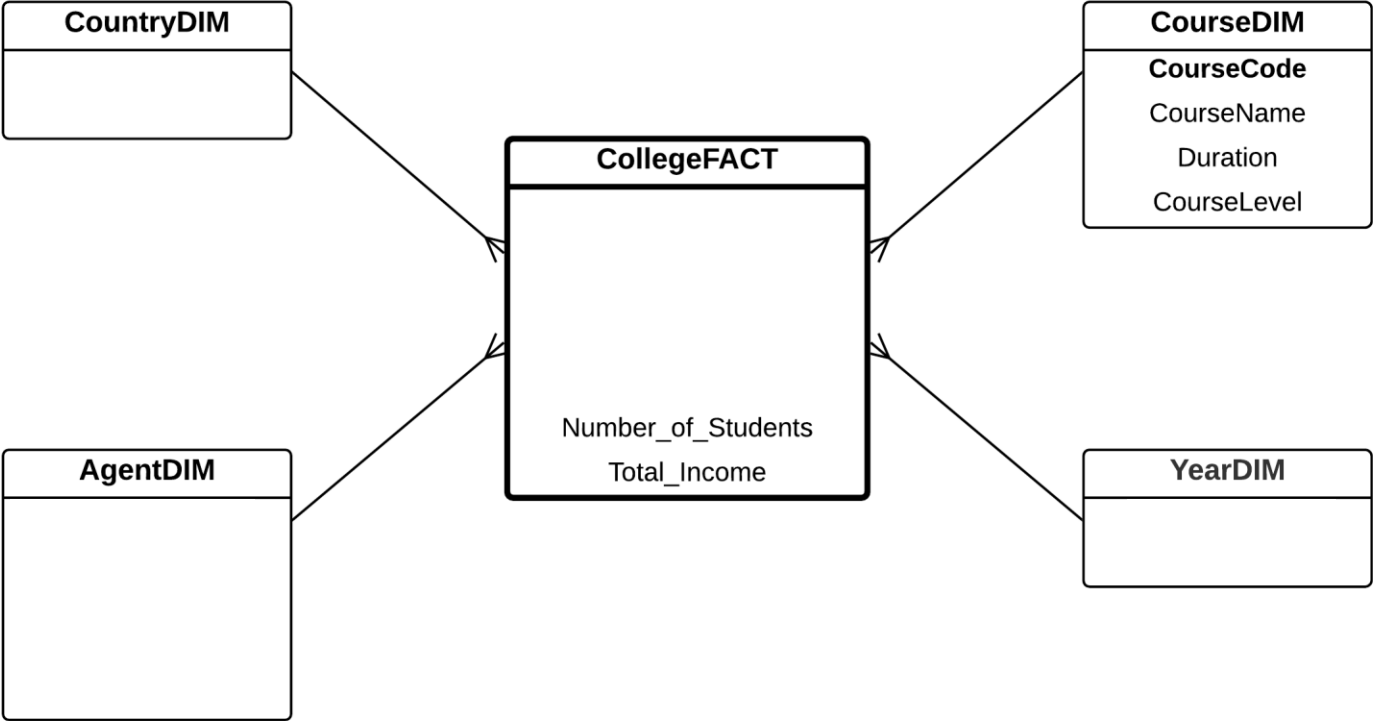 CountryDIM
CourseDIM
CourseCode
CourseName
Duration
CourseLevel
CollegeFACT
Number_of_Students
Total_Income
AgentDIM
YearDIM